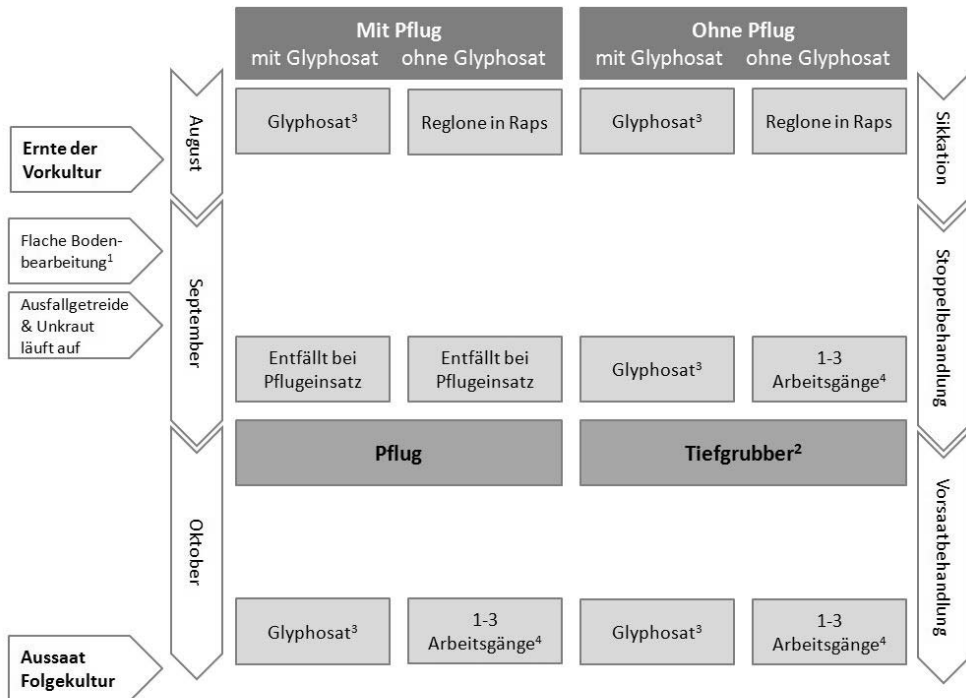 Mit Pflug
mit Glyphosat ohne Glyphosat
Ohne Pflug
mit Glyphosat ohne Glyphosat
August
Sikkation
Glyphosat³
Reglone in Raps
Glyphosat³
Reglone in Raps
Ernte der
Vorkultur
Flache Boden-
bearbeitung¹
September
Stoppelbehandlung
Ausfallgetreide
& Unkraut
läuft auf
Entfällt bei
Pflugeinsatz
Entfällt bei
Pflugeinsatz
Glyphosat³
1-3
Arbeitsgänge⁴
Pflug
Tiefgrubber²
Oktober
Vorsaatbehandlung
Glyphosat³
1-3
Arbeitsgänge⁴
Glyphosat³
1-3
Arbeitsgänge⁴
Aussaat
Folgekultur